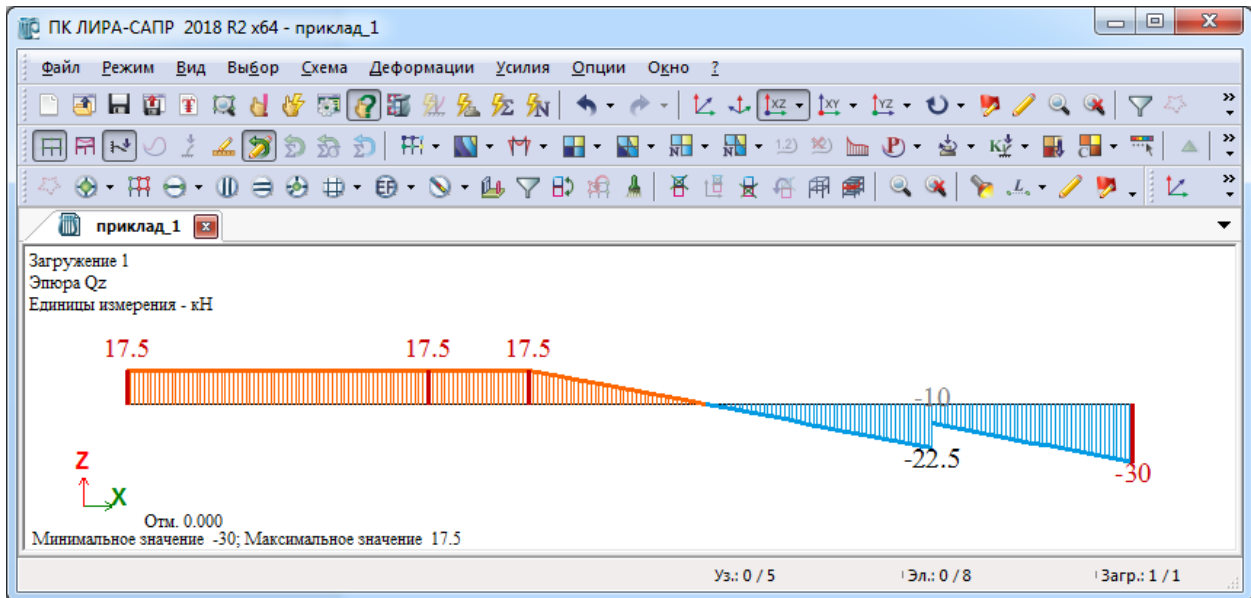 ПК ЛИРА-САПР 2018 R2 x64 - приклад_1
Файл Режим Вид Выбор Схема Деформации Усилия Опции Окно ?
приклад_1
Загружение 1
Эпюра Qz
Единицы измерения - кН
17.5 17.5 17.5
-10
-22.5
-30
Z
X
Отм. 0.000
Минимальное значение -30; Максимальное значение 17.5
Уз.: 0 / 5 Эл.: 0 / 8 Загр.: 1 / 1